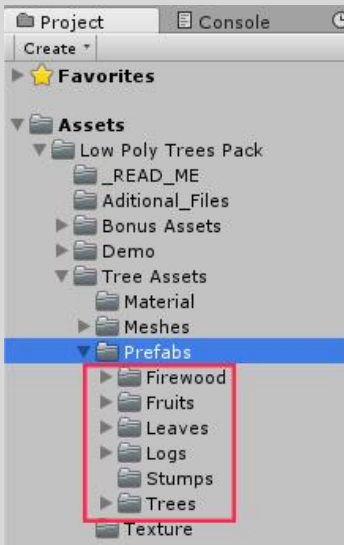 Project
Console
Create
Favorites
Assets
Low Poly Trees Pack
_READ_ME
Aditional_Files
Bonus Assets
Demo
Tree Assets
Material
Meshes
Prefabs
Firewood
Fruits
Leaves
Logs
Stumps
Trees
Texture